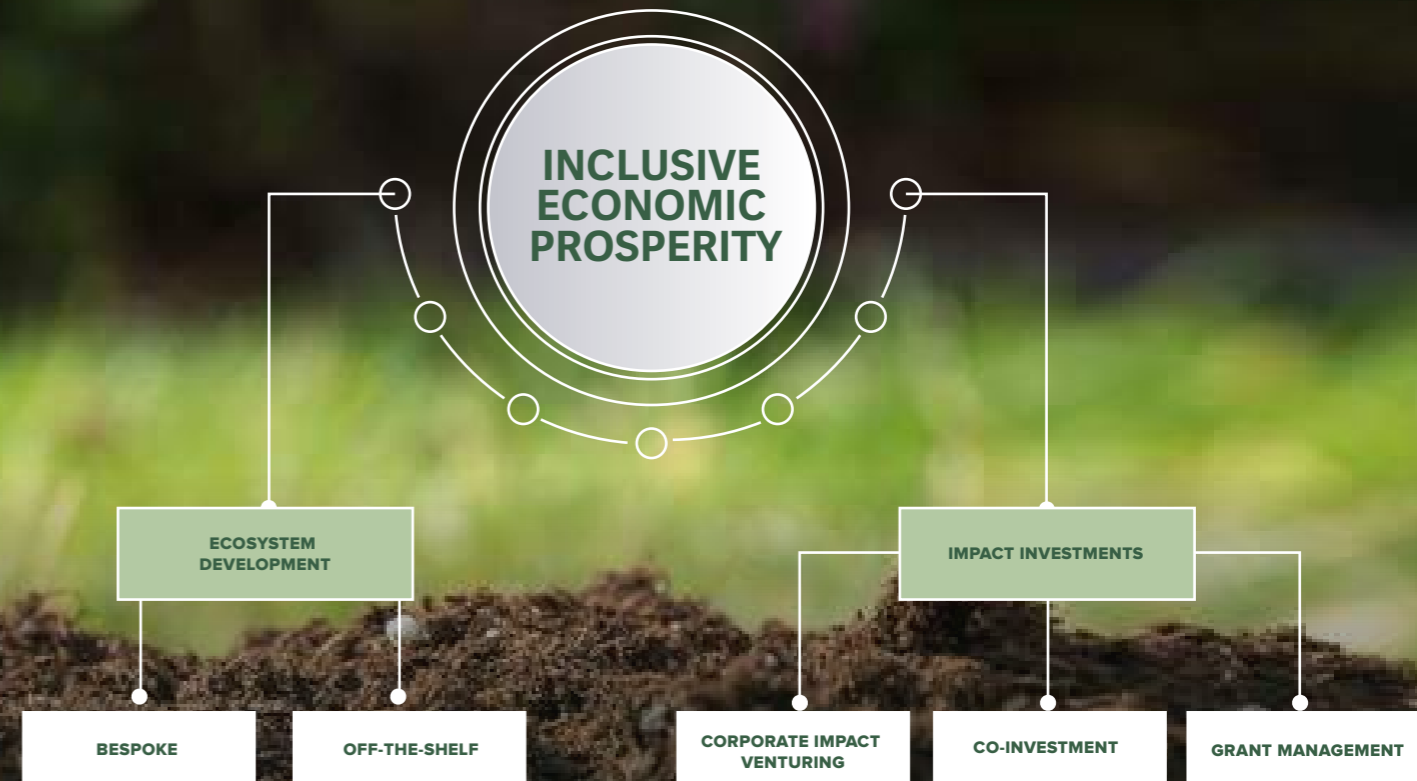 INCLUSIVE
ECONOMIC
PROSPERITY
ECOSYSTEM
DEVELOPMENT
IMPACT INVESTMENTS
BESPOKE
OFF-THE-SHELF
CORPORATE IMPACT
VENTURING
CO-INVESTMENT
GRANT MANAGEMENT